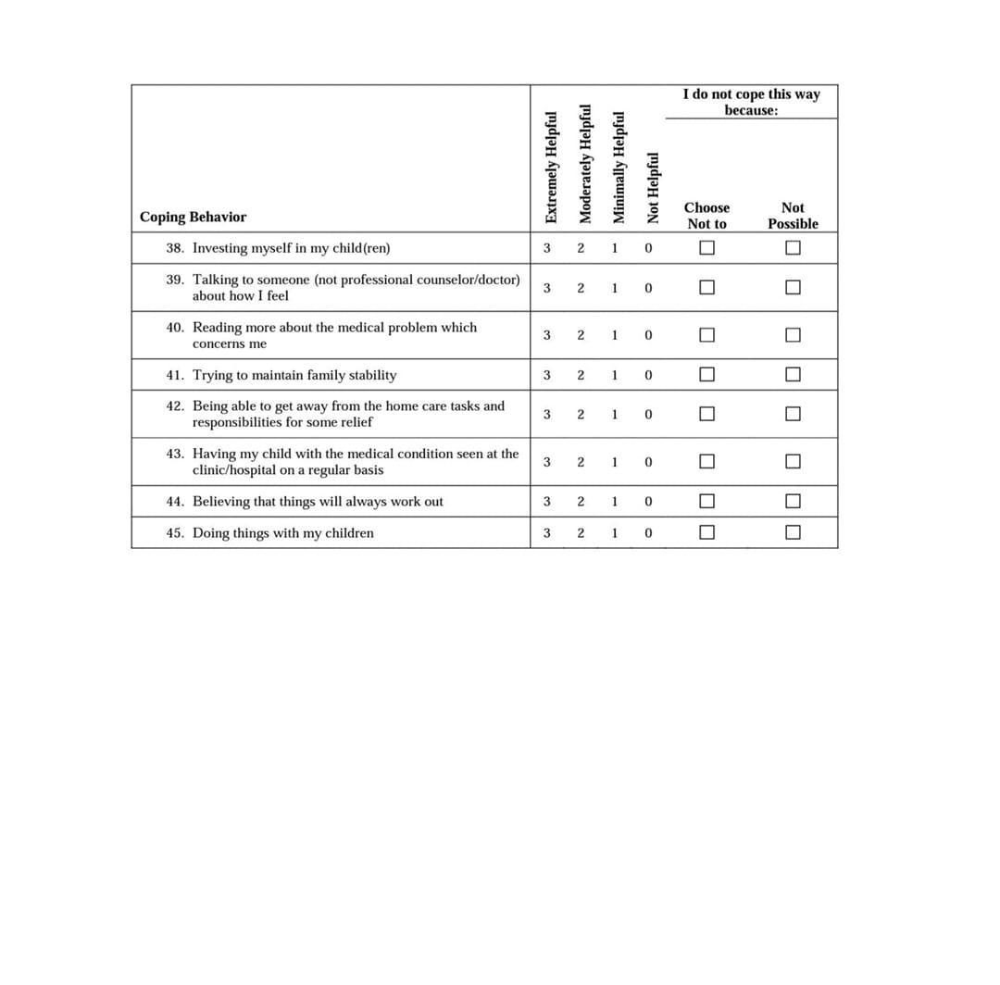 I do not cope this way
because:
Coping Behavior
Extremely Helpful
Moderately Helpful
Minimally Helpful
Not Helpful
Choose
Not to
Not
Possible
38. Investing myself in my child(ren) 3 2 1 0 ☐ ☐
39. Talking to someone (not professional counselor/doctor)
about how I feel 3 2 1 0 ☐ ☐
40. Reading more about the medical problem which
concerns me 3 2 1 0 ☐ ☐
41. Trying to maintain family stability 3 2 1 0 ☐ ☐
42. Being able to get away from the home care tasks and
responsibilities for some relief 3 2 1 0 ☐ ☐
43. Having my child with the medical condition seen at the
clinic/hospital on a regular basis 3 2 1 0 ☐ ☐
44. Believing that things will always work out 3 2 1 0 ☐ ☐
45. Doing things with my children 3 2 1 0 ☐ ☐